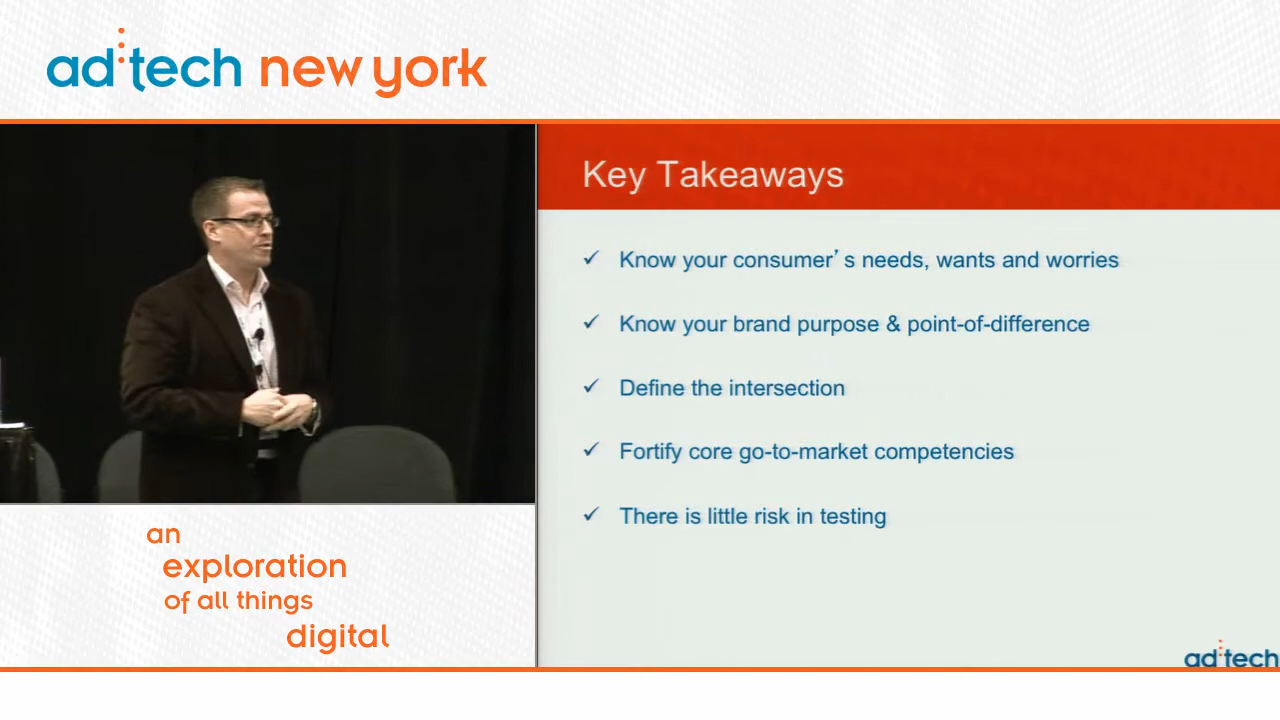 ad:tech new york
Key Takeaways
✓ Know your consumer’s needs, wants and worries
✓ Know your brand purpose & point-of-difference
✓ Define the intersection
✓ Fortify core go-to-market competencies
✓ There is little risk in testing
an
exploration
of all things
digital
ad:tech